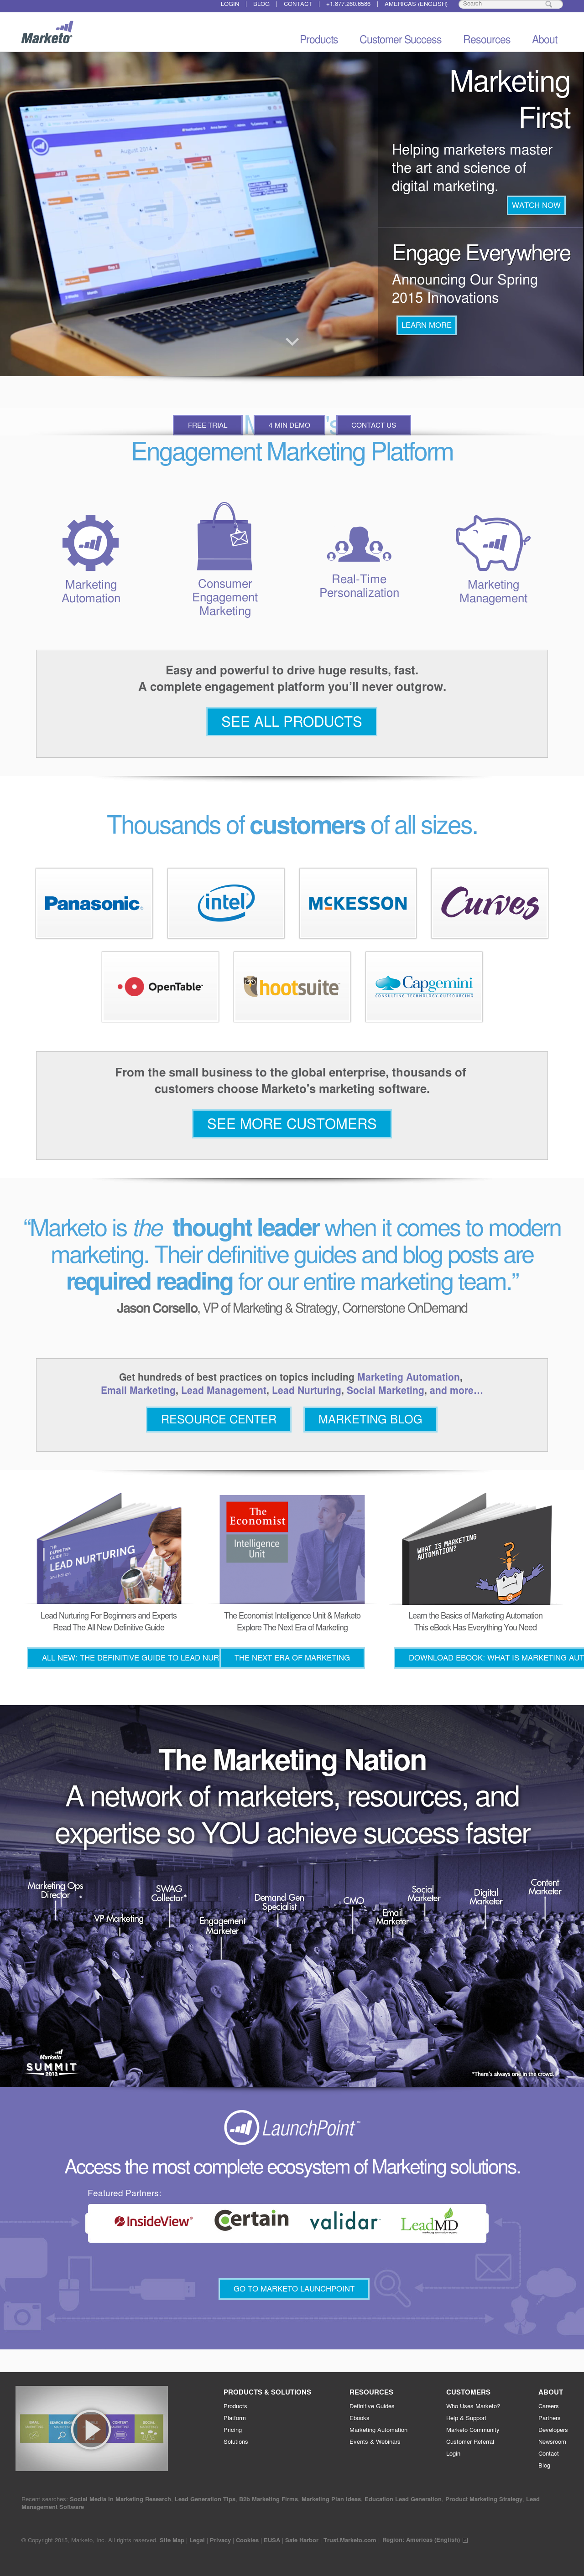 LOGIN | BLOG | CONTACT | +1.877.260.6586 | AMERICAS (ENGLISH) Search
Marketo
Products Customer Success Resources About
August 2014
Marketing
First
Helping marketers master
the art and science of
digital marketing.
WATCH NOW
Engage Everywhere
Announcing Our Spring
2015 Innovations
LEARN MORE
FREE TRIAL 4 MIN DEMO CONTACT US
Engagement Marketing Platform
Marketing
Automation
Consumer
Engagement
Marketing
Real-Time
Personalization
Marketing
Management
Easy and powerful to drive huge results, fast.
A complete engagement platform you'll never outgrow.
SEE ALL PRODUCTS
Thousands of customers of all sizes.
Panasonic intel McKESSON Curves
OpenTable hootsuite Capgemini
CONSULTING.TECHNOLOGY.OUTSOURCING
From the small business to the global enterprise, thousands of
customers choose Marketo's marketing software.
SEE MORE CUSTOMERS
“Marketo is the thought leader when it comes to modern
marketing. Their definitive guides and blog posts are
required reading for our entire marketing team.”
Jason Corsello, VP of Marketing & Strategy, Cornerstone OnDemand
Get hundreds of best practices on topics including Marketing Automation,
Email Marketing, Lead Management, Lead Nurturing, Social Marketing, and more…
RESOURCE CENTER MARKETING BLOG
THE
DEFINITIVE
GUIDE TO
LEAD NURTURING
The
Economist
Intelligence
Unit
WHAT IS MARKETING
AUTOMATION?
Lead Nurturing For Beginners and Experts
Read The All New Definitive Guide
The Economist Intelligence Unit & Marketo
Explore The Next Era of Marketing
Learn the Basics of Marketing Automation
This eBook Has Everything You Need
ALL NEW: THE DEFINITIVE GUIDE TO LEAD NUR
THE NEXT ERA OF MARKETING
DOWNLOAD EBOOK: WHAT IS MARKETING AUT
The Marketing Nation
A network of marketers, resources, and
expertise so YOU achieve success faster
Marketing Ops
Director
VP Marketing
SWAG
Collector*
Engagement
Marketer
Demand Gen
Specialist
CMO
Email
Marketer
Social
Marketer
Digital
Marketer
Content
Marketer
Marketo
SUMMIT
2013
*There's always one in the crowd.
LaunchPoint™
Access the most complete ecosystem of Marketing solutions.
Featured Partners:
InsideView Certain validar LeadMD
GO TO MARKETO LAUNCHPOINT
PRODUCTS & SOLUTIONS
Products
Platform
Pricing
Solutions
RESOURCES
Definitive Guides
Ebooks
Marketing Automation
Events & Webinars
CUSTOMERS
Who Uses Marketo?
Help & Support
Marketo Community
Customer Referral
Login
ABOUT
Careers
Partners
Developers
Newsroom
Contact
Blog
Recent searches: Social Media in Marketing Research, Lead Generation Tips, B2b Marketing Firms, Marketing Plan Ideas, Education Lead Generation, Product Marketing Strategy, Lead
Management Software
© Copyright 2015, Marketo, Inc. All rights reserved. Site Map | Legal | Privacy | Cookies | EUSA | Safe Harbor | Trust.Marketo.com | Region: Americas (English)